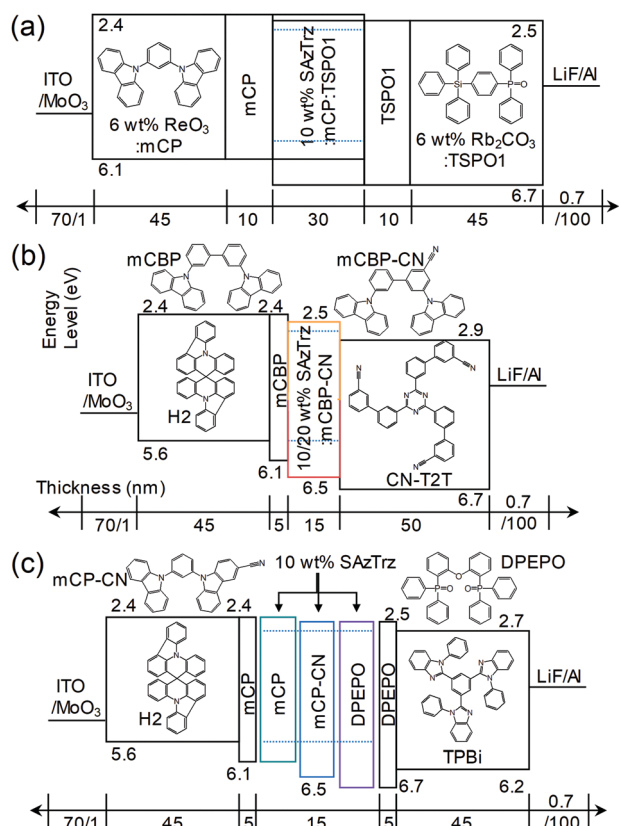 (a)
2.4
2.5
ITO
/MoO3
N
N
6 wt% ReO3
:mCP
mCP
10 wt% SAzTrz
:mCP:TSPO1
TSPO1
Si
P
O
6 wt% Rb2CO3
:TSPO1
LiF/Al
6.1
6.7
0.7
70/1
45
10
30
10
45
/100
(b)
Energy
Level (eV)
mCBP
N
N
mCBP-CN
N
N
N
2.4
2.4
2.5
2.9
ITO
/MoO3
N
N
H2
mCBP
10/20 wt% SAzTrz
:mCBP-CN
N
N
N
N
N
N
CN-T2T
LiF/Al
5.6
6.1
6.5
6.7
Thickness (nm)
0.7
70/1
45
5
15
50
/100
(c)
mCP-CN
N
N
N
10 wt% SAzTrz
DPEPO
O
P
O
O
P
2.4
2.4
2.5
2.7
ITO
/MoO3
N
N
H2
mCP
mCP
mCP-CN
DPEPO
DPEPO
N
N
N
N
N
N
TPBi
LiF/Al
5.6
6.1
6.5
6.7
6.2
0.7
70/1
45
5
15
5
45
/100